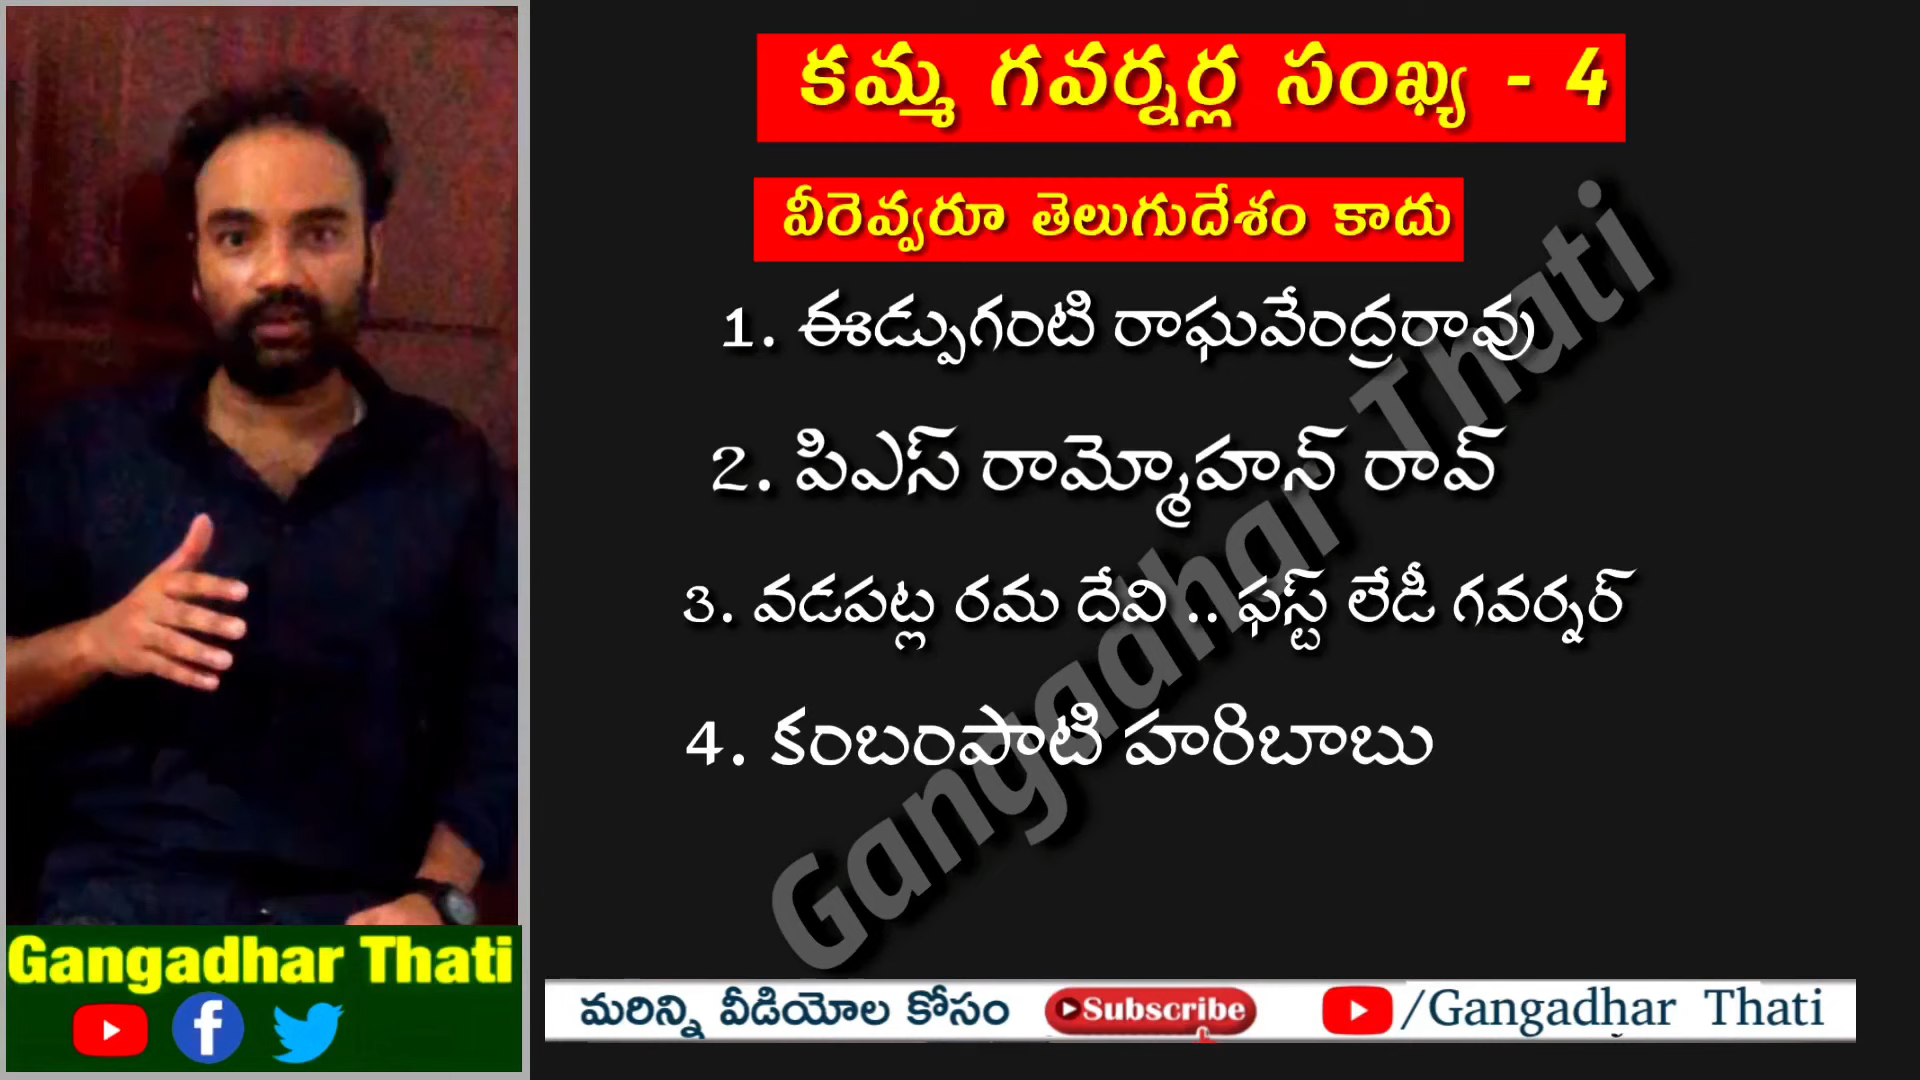 కమ్మ గవర్నర్ల సంఖ్య - 4
వీరెవ్వరూ తెలుగుదేశం కాదు
1. ఈడ్పుగంటి రాఘవేంద్రరావు
2. పిఎస్ రామ్మోహన్ రావ్
3. వడపట్ల రమ దేవి .. ఫస్ట్ లేడీ గవర్నర్
4. కంబంపాటి హరిబాబు
Gangadhar Thati
Gangadhar Thati
మరిన్ని వీడియోల కోసం Subscribe /Gangadhar Thati